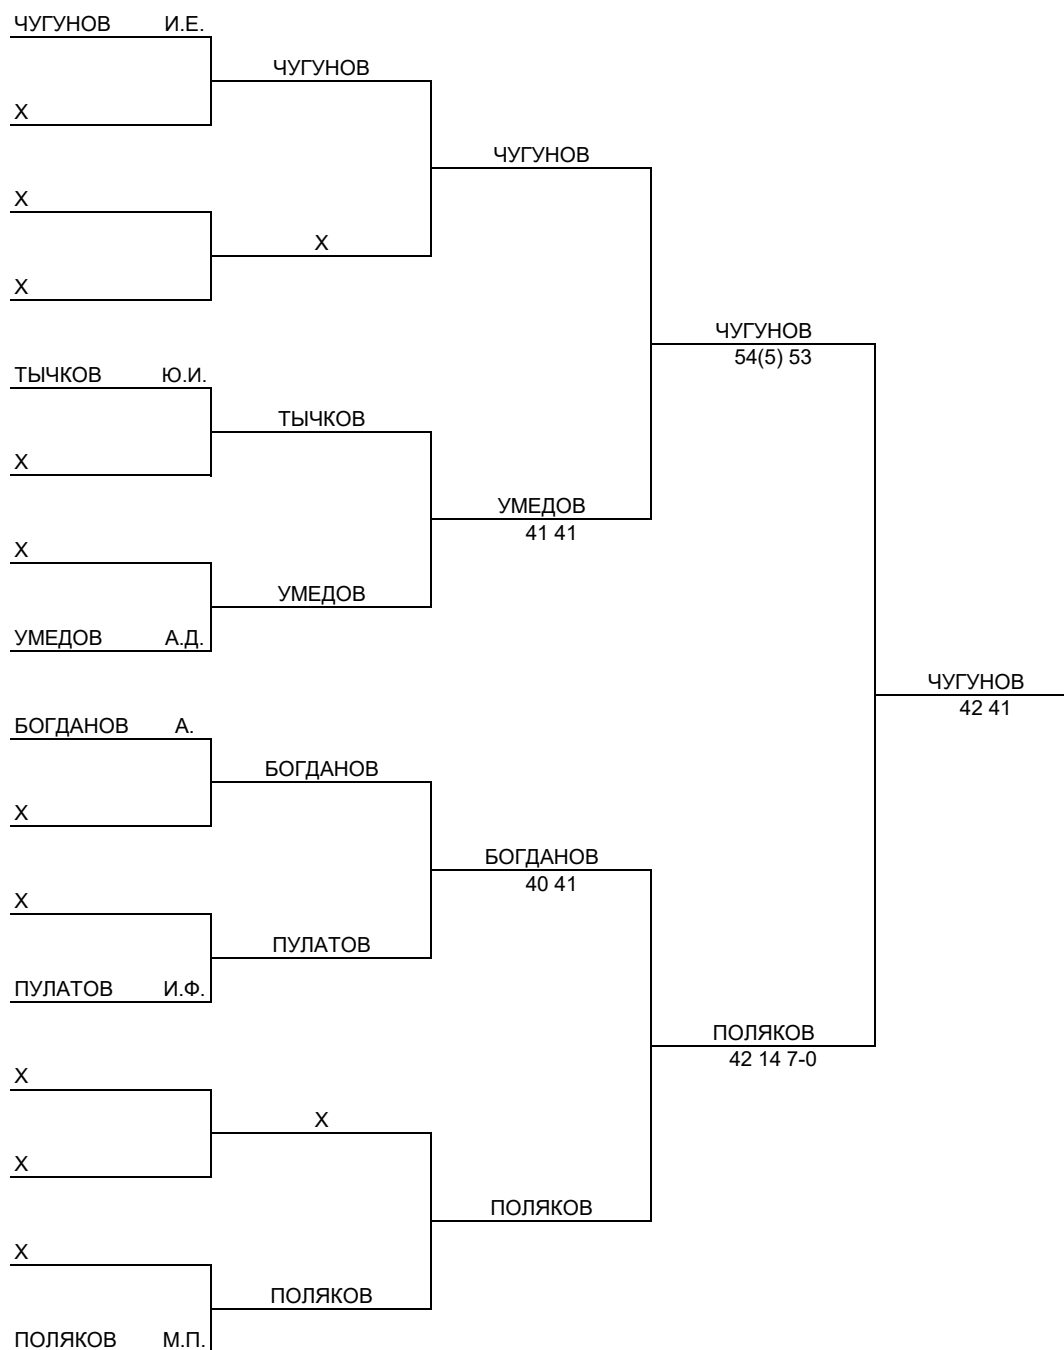 ЧУГУНОВ И.Е.
ЧУГУНОВ
X
ЧУГУНОВ
X
X
X
ЧУГУНОВ
54(5) 53
ТЫЧКОВ Ю.И.
ТЫЧКОВ
X
УМЕДОВ
41 41
X
УМЕДОВ
УМЕДОВ А.Д.
ЧУГУНОВ
42 41
БОГДАНОВ А.
БОГДАНОВ
X
БОГДАНОВ
40 41
X
ПУЛАТОВ
ПУЛАТОВ И.Ф.
ПОЛЯКОВ
42 14 7-0
X
X
X
ПОЛЯКОВ
X
ПОЛЯКОВ
ПОЛЯКОВ М.П.